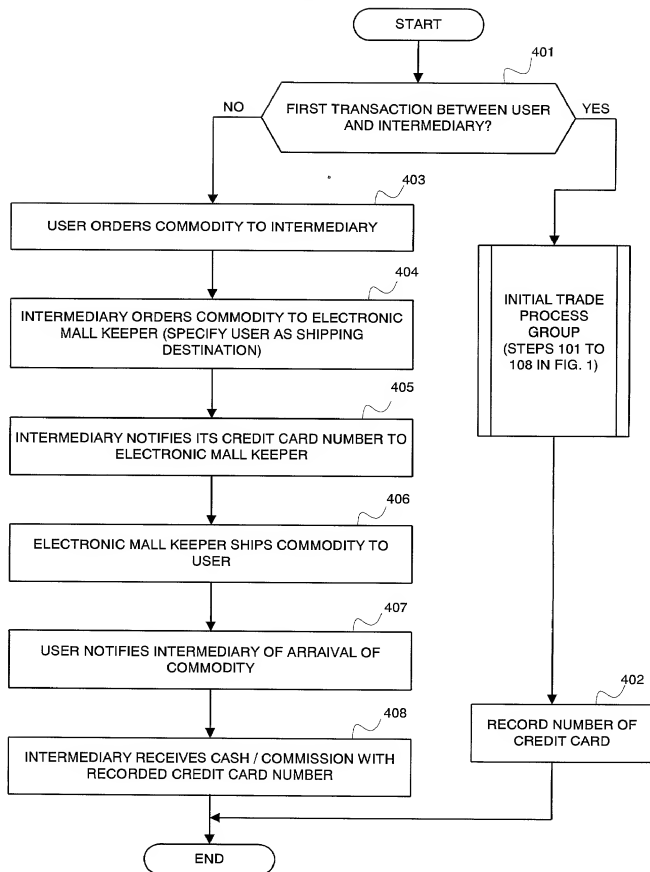 START
401
FIRST TRANSACTION BETWEEN USER
AND INTERMEDIARY?
NO
YES
403
USER ORDERS COMMODITY TO INTERMEDIARY
404
INTERMEDIARY ORDERS COMMODITY TO ELECTRONIC
MALL KEEPER (SPECIFY USER AS SHIPPING
DESTINATION)
INITIAL TRADE
PROCESS
GROUP
(STEPS 101 TO
108 IN FIG. 1)
405
INTERMEDIARY NOTIFIES ITS CREDIT CARD NUMBER TO
ELECTRONIC MALL KEEPER
406
ELECTRONIC MALL KEEPER SHIPS COMMODITY TO
USER
407
USER NOTIFIES INTERMEDIARY OF ARRAIVAL OF
COMMODITY
402
RECORD NUMBER OF
CREDIT CARD
408
INTERMEDIARY RECEIVES CASH / COMMISSION WITH
RECORDED CREDIT CARD NUMBER
END